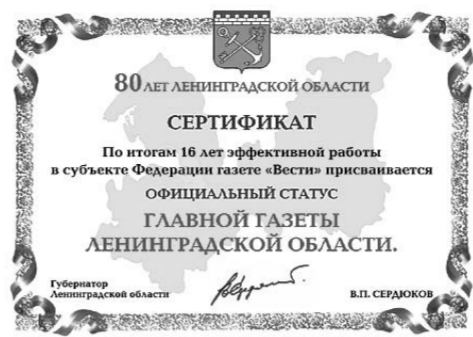 80 ЛЕТ ЛЕНИНГРАДСКОЙ ОБЛАСТИ
СЕРТИФИКАТ
По итогам 16 лет эффективной работы
в субъекте Федерации газете «Вести» присваивается
ОФИЦИАЛЬНЫЙ СТАТУС
ГЛАВНОЙ ГАЗЕТЫ
ЛЕНИНГРАДСКОЙ ОБЛАСТИ.
Губернатор
Ленинградской области
В.П. СЕРДЮКОВ